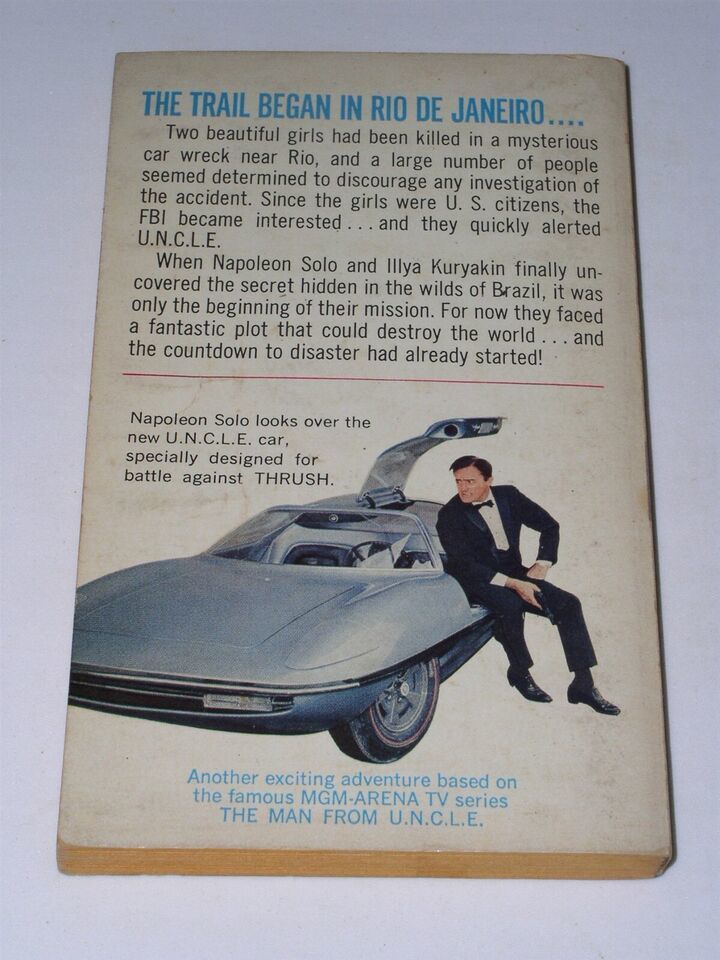 THE TRAIL BEGAN IN RIO DE JANEIRO....
Two beautiful girls had been killed in a mysterious
car wreck near Rio, and a large number of people
seemed determined to discourage any investigation of
the accident. Since the girls were U. S. citizens, the
FBI became interested ... and they quickly alerted
U.N.C.L.E.
When Napoleon Solo and Illya Kuryakin finally un-
covered the secret hidden in the wilds of Brazil, it was
only the beginning of their mission. For now they faced
a fantastic plot that could destroy the world ... and
the countdown to disaster had already started!
Napoleon Solo looks over the
new U.N.C.L.E. car,
specially designed for
battle against THRUSH.
Another exciting adventure based on
the famous MGM-ARENA TV series
THE MAN FROM U.N.C.L.E.